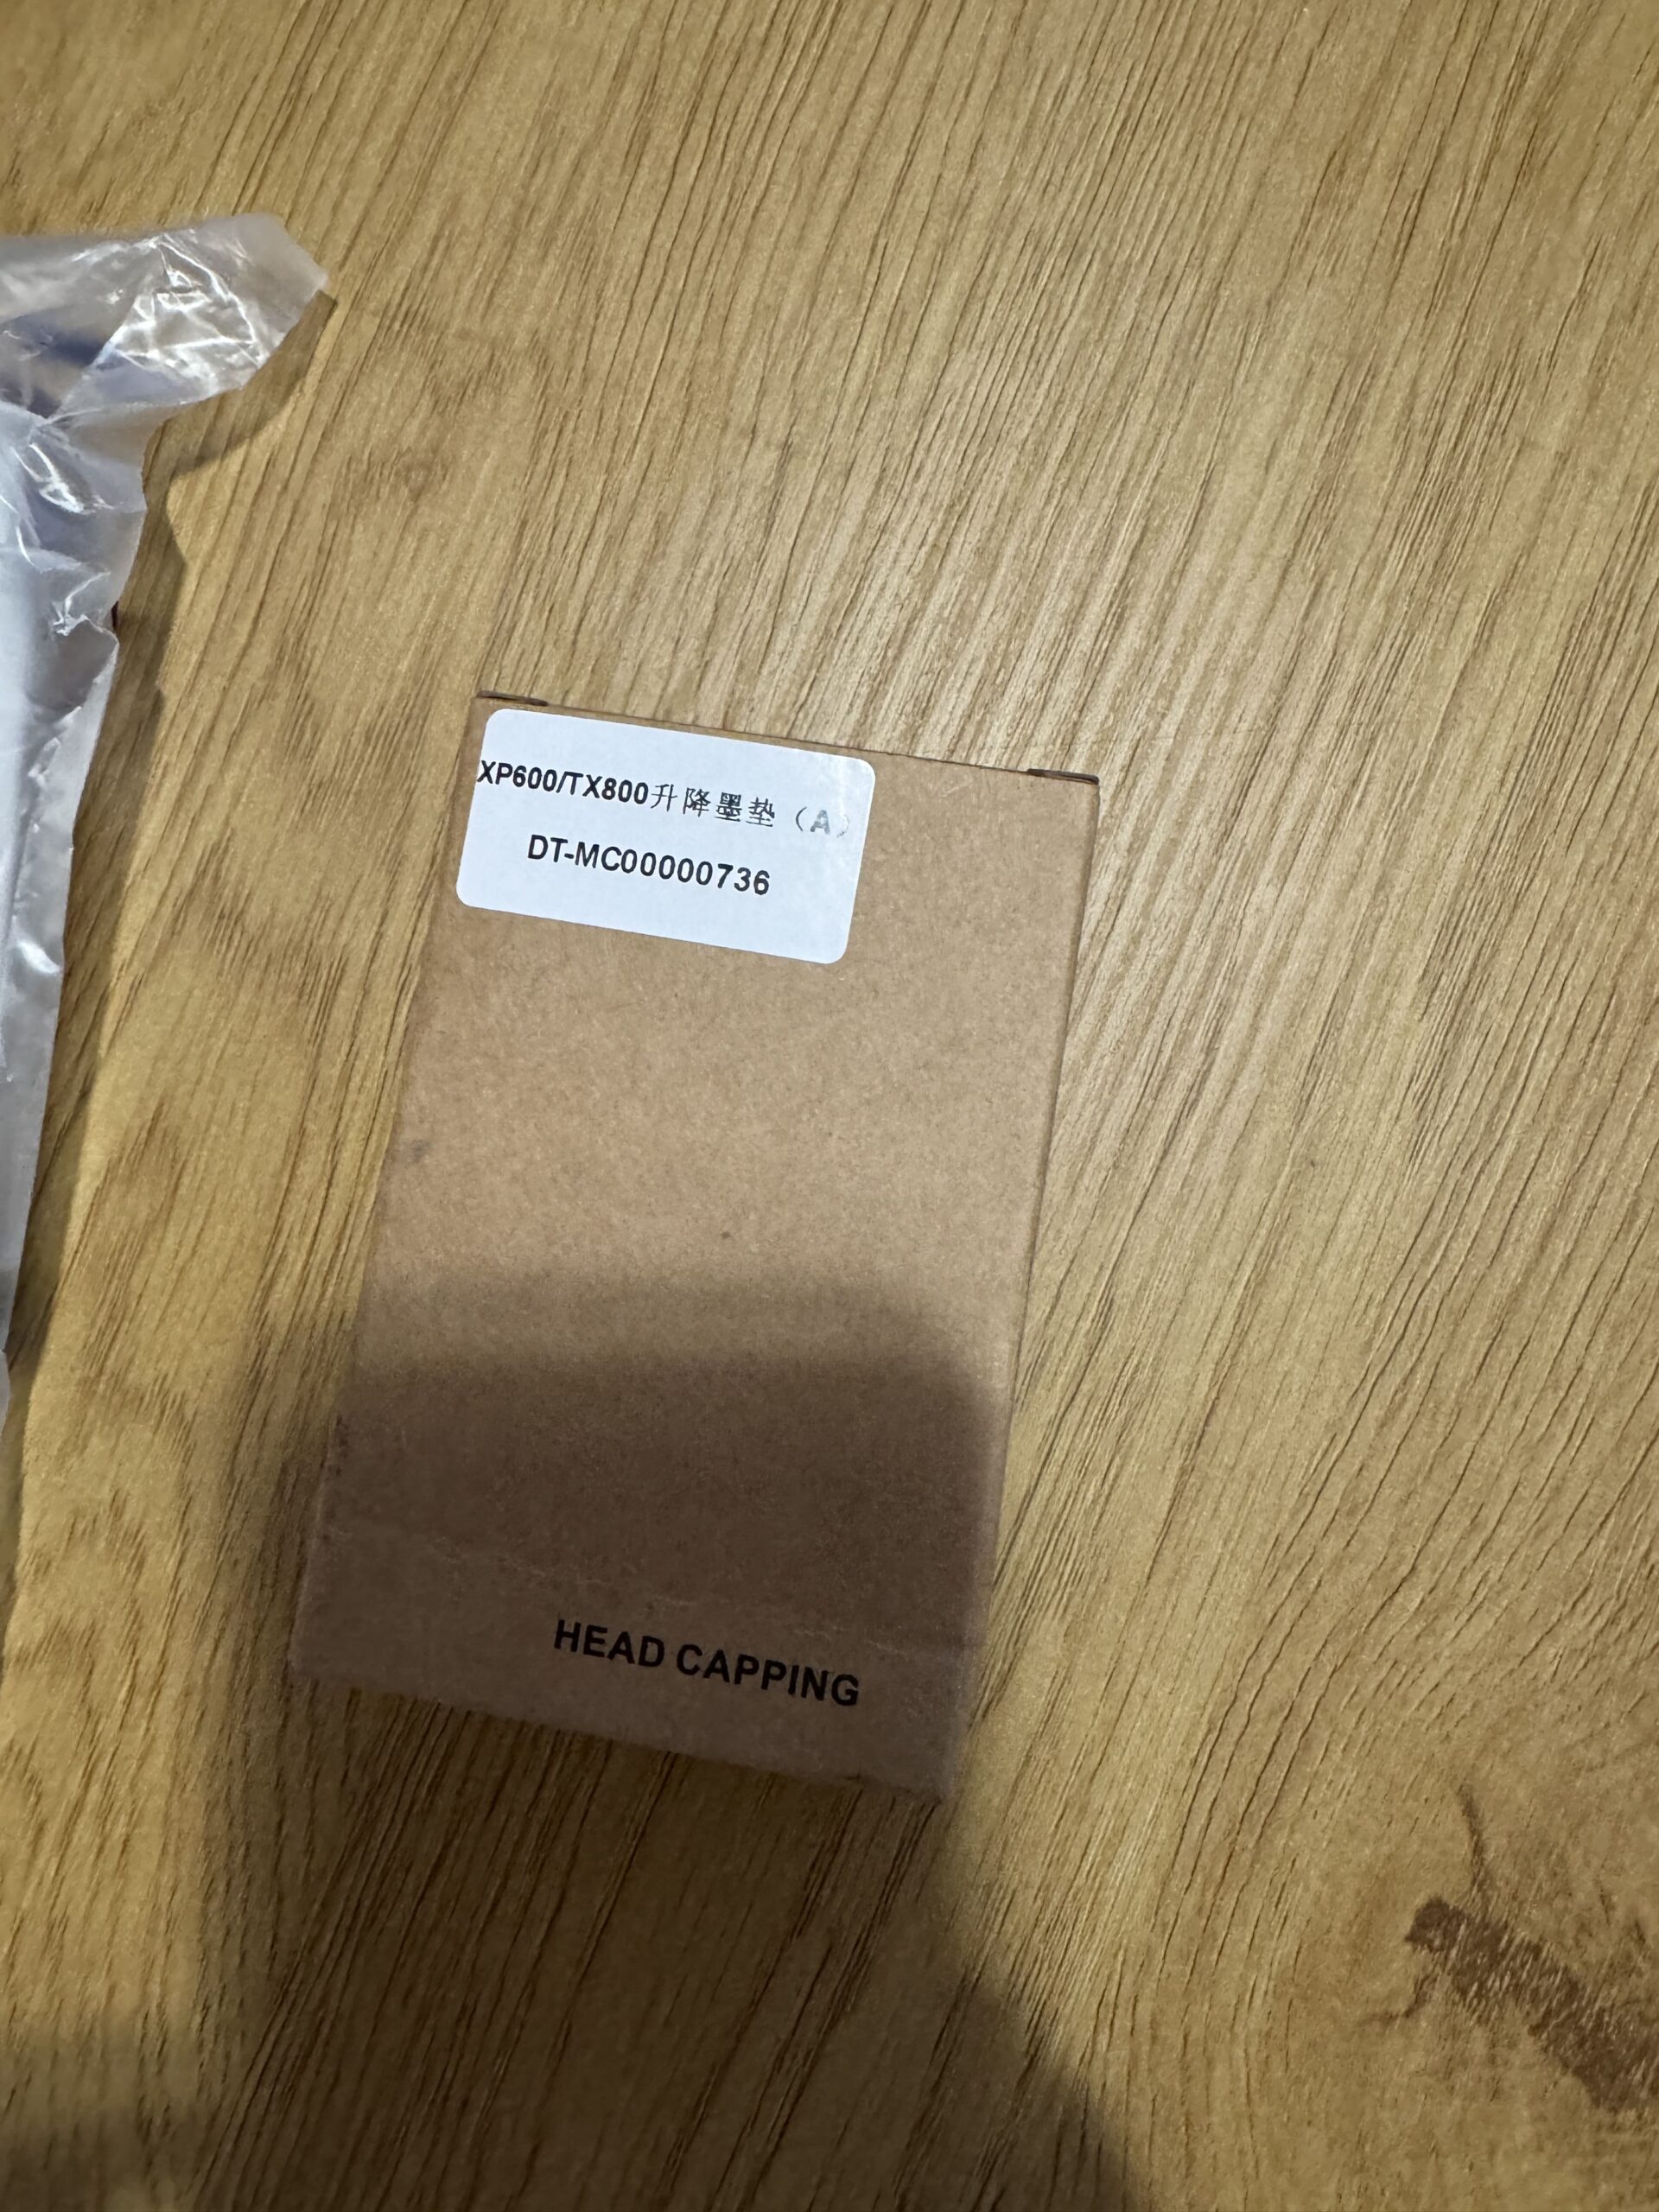 XP600/TX800升降墨垫（A）
DT-MC00000736
HEAD CAPPING